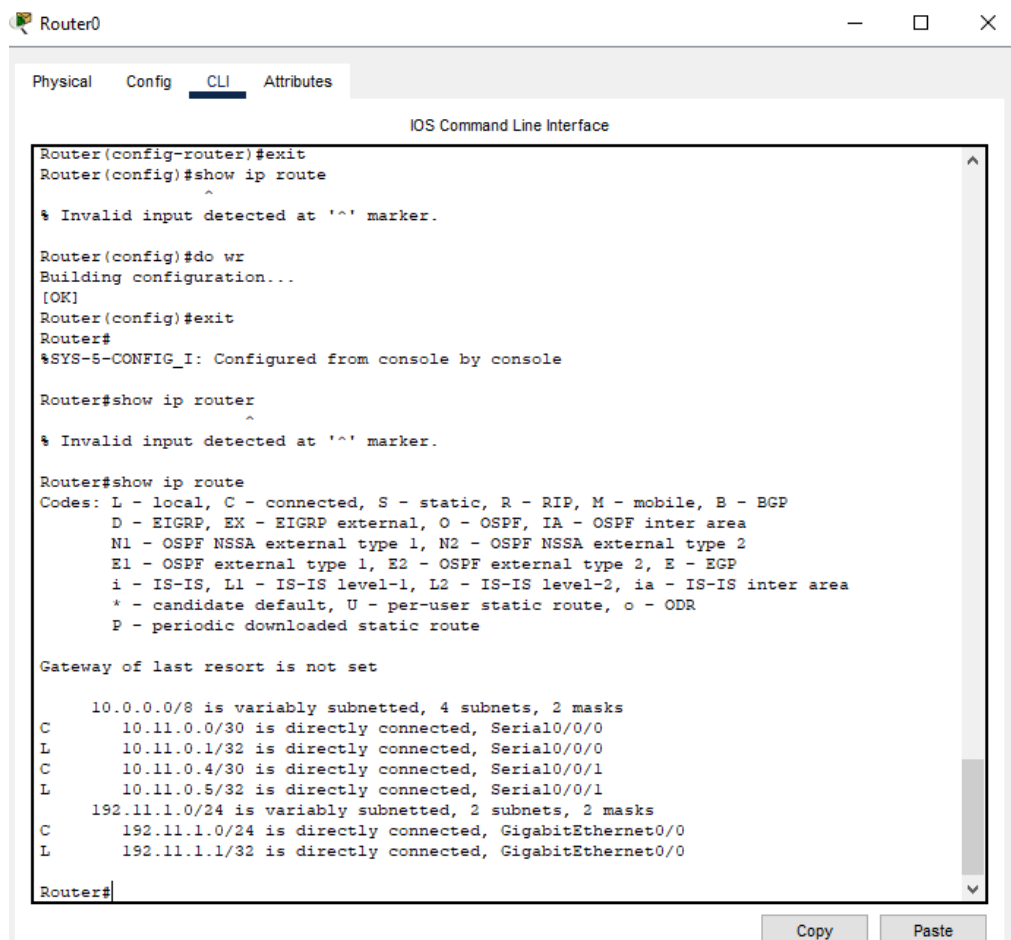 Router0
Physical Config CLI Attributes
IOS Command Line Interface
Router(config-router)#exit
Router(config)#show ip route
^
% Invalid input detected at '^' marker.
Router(config)#do wr
Building configuration...
[OK]
Router(config)#exit
Router#
%SYS-5-CONFIG_I: Configured from console by console
Router#show ip router
^
% Invalid input detected at '^' marker.
Router#show ip route
Codes: L - local, C - connected, S - static, R - RIP, M - mobile, B - BGP
D - EIGRP, EX - EIGRP external, O - OSPF, IA - OSPF inter area
N1 - OSPF NSSA external type 1, N2 - OSPF NSSA external type 2
E1 - OSPF external type 1, E2 - OSPF external type 2, E - EGP
i - IS-IS, L1 - IS-IS level-1, L2 - IS-IS level-2, ia - IS-IS inter area
* - candidate default, U - per-user static route, o - ODR
P - periodic downloaded static route
Gateway of last resort is not set
10.0.0.0/8 is variably subnetted, 4 subnets, 2 masks
C 10.11.0.0/30 is directly connected, Serial0/0/0
L 10.11.0.1/32 is directly connected, Serial0/0/0
C 10.11.0.4/30 is directly connected, Serial0/0/1
L 10.11.0.5/32 is directly connected, Serial0/0/1
192.11.1.0/24 is variably subnetted, 2 subnets, 2 masks
C 192.11.1.0/24 is directly connected, GigabitEthernet0/0
L 192.11.1.1/32 is directly connected, GigabitEthernet0/0
Router#
Copy Paste